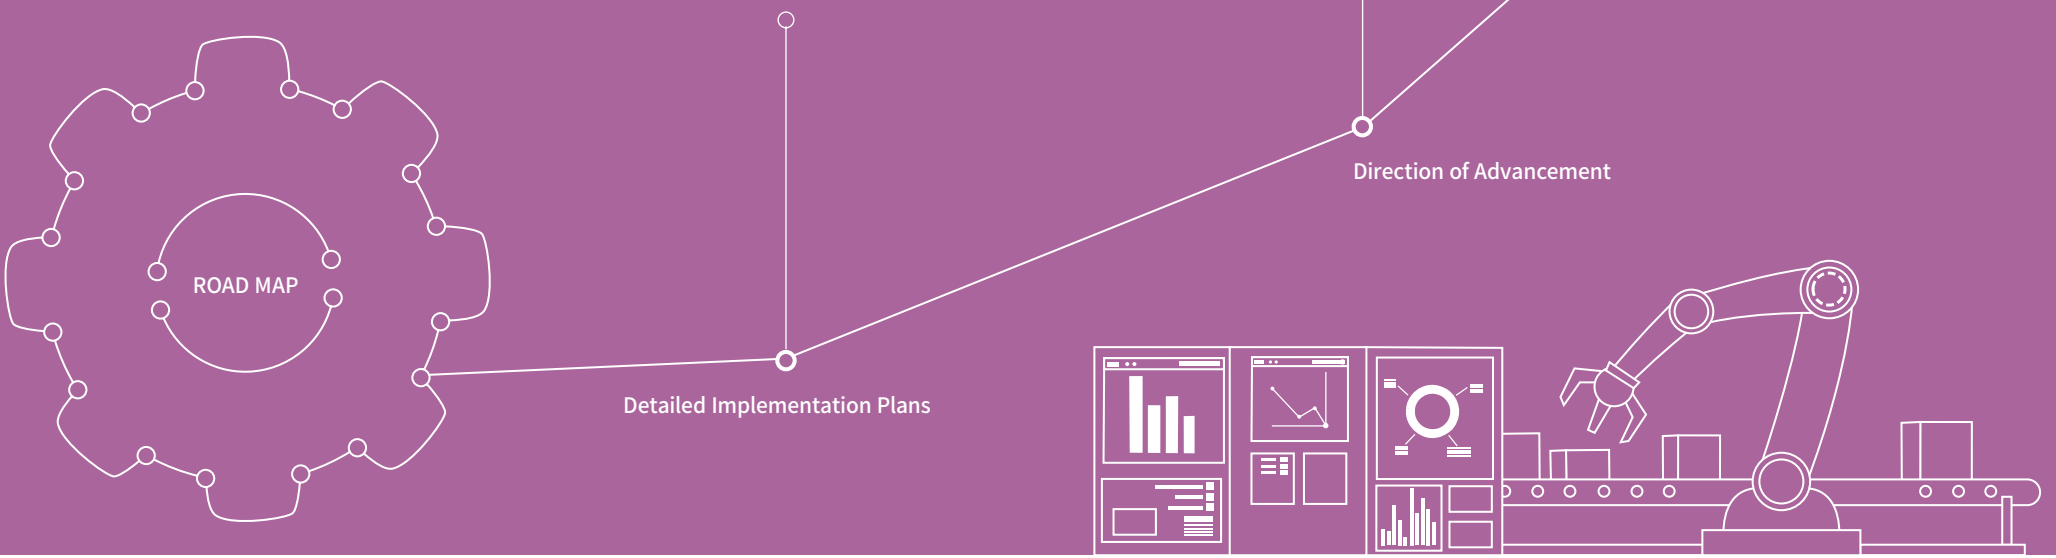 ROAD MAP
Detailed Implementation Plans
Direction of Advancement